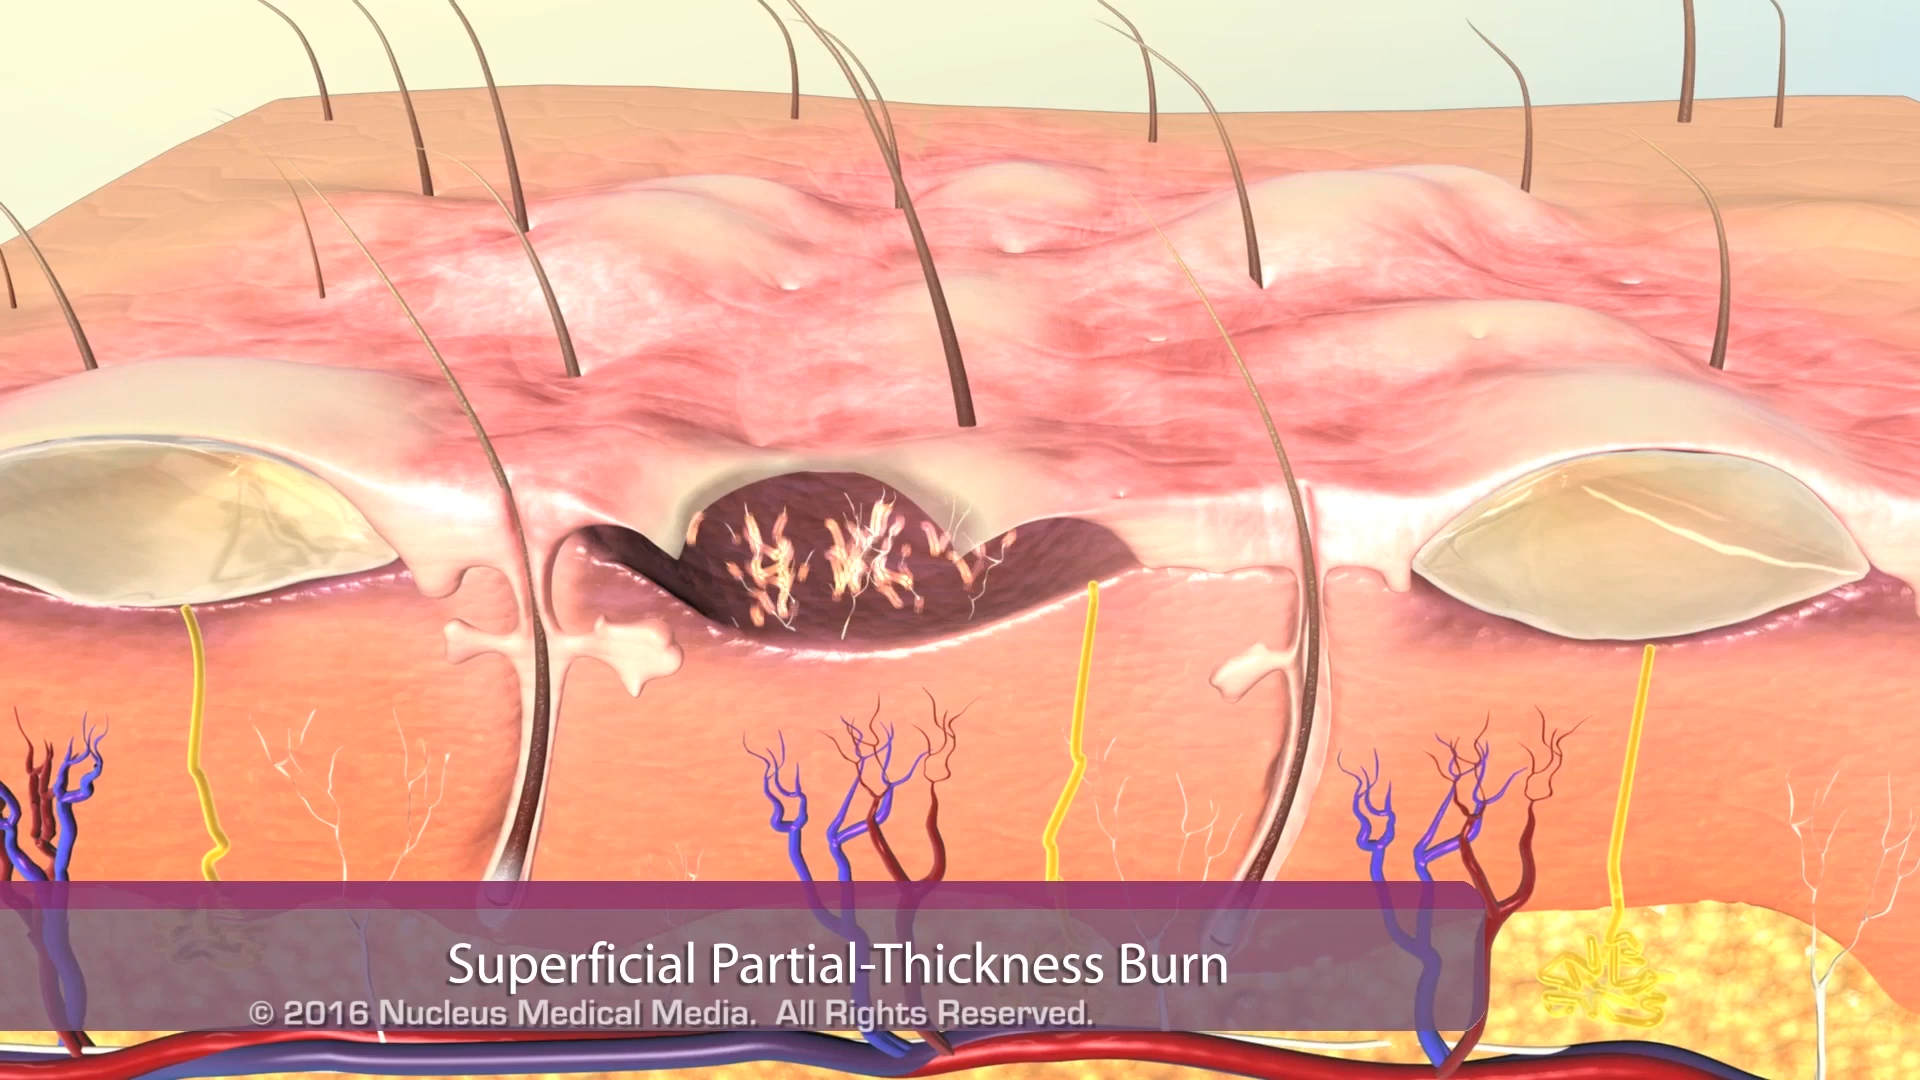 Superficial Partial-Thickness Burn
© 2016 Nucleus Medical Media.  All Rights Reserved.